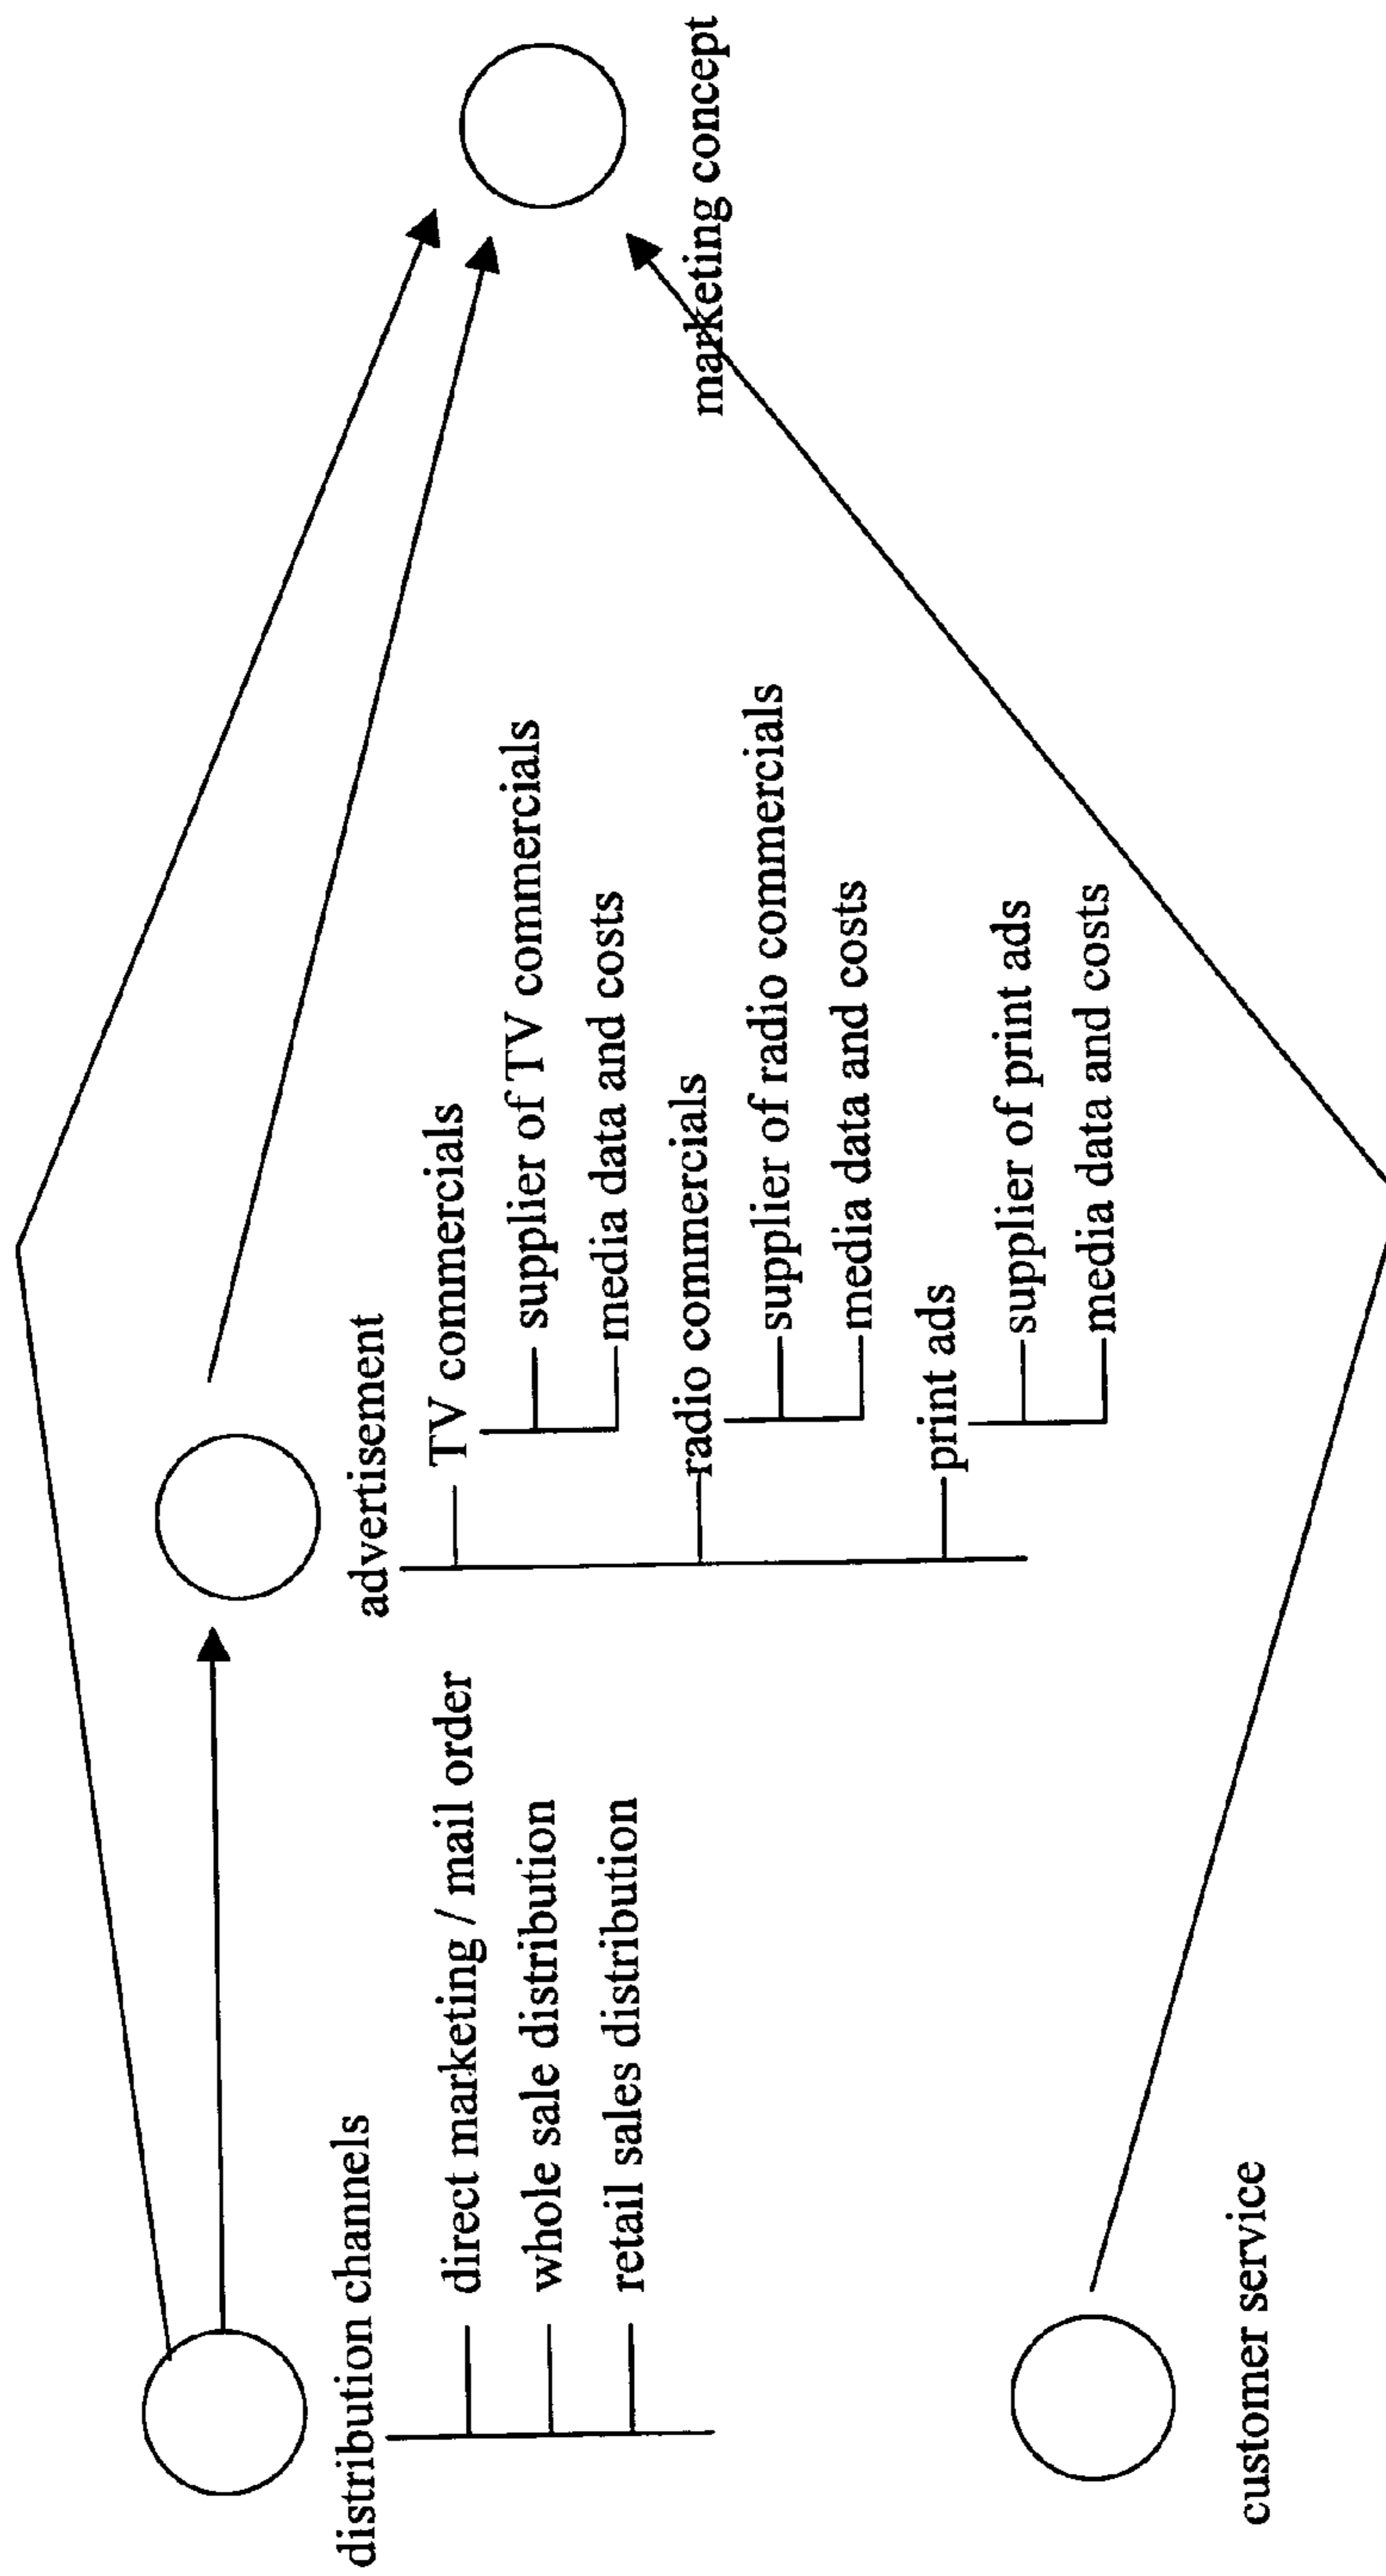 distribution channels
direct marketing / mail order
whole sale distribution
retail sales distribution
advertisement
TV commercials
supplier of TV commercials
media data and costs
radio commercials
supplier of radio commercials
media data and costs
print ads
supplier of print ads
media data and costs
marketing concept
customer service